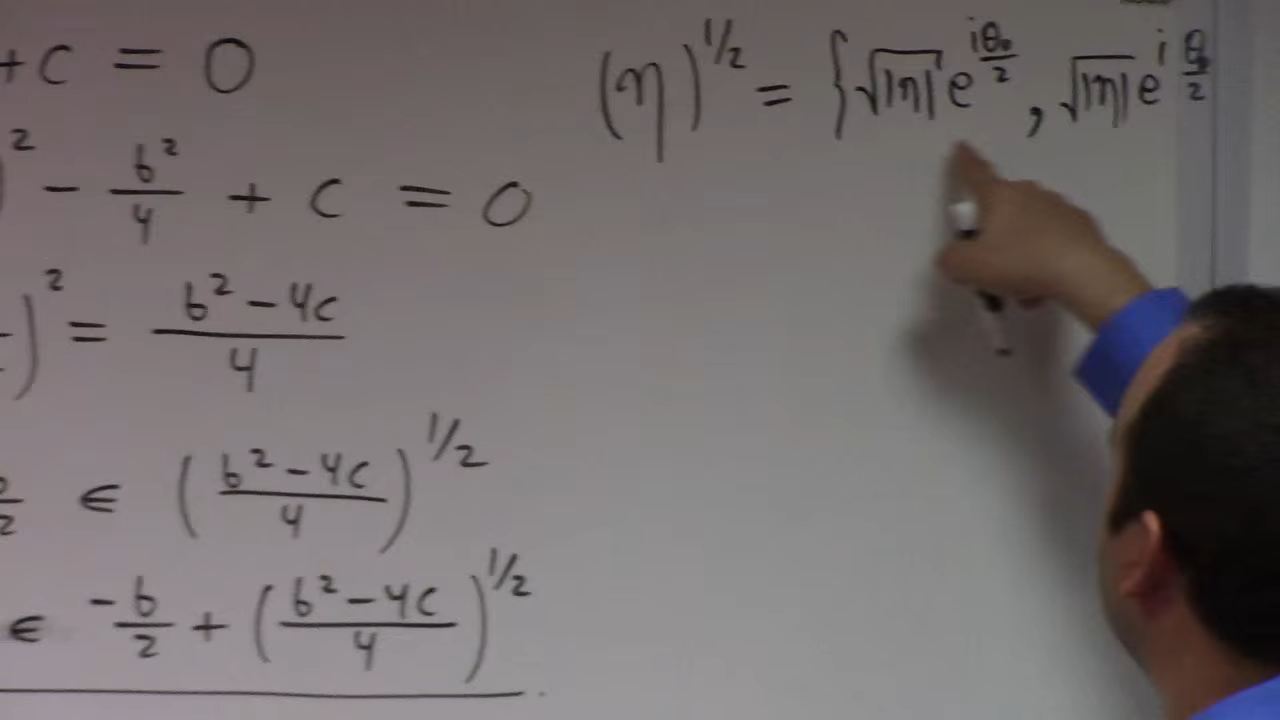 +c = 0
)² - b²/4 + c = 0
)² = (b² - 4c)/4
∈ ((b² - 4c)/4)^{1/2}
∈ -b/2 + ((b² - 4c)/4)^{1/2}
(η)^{1/2} = {√|η| e^{iθ₀/2}, √|η| e^{iθ/2}